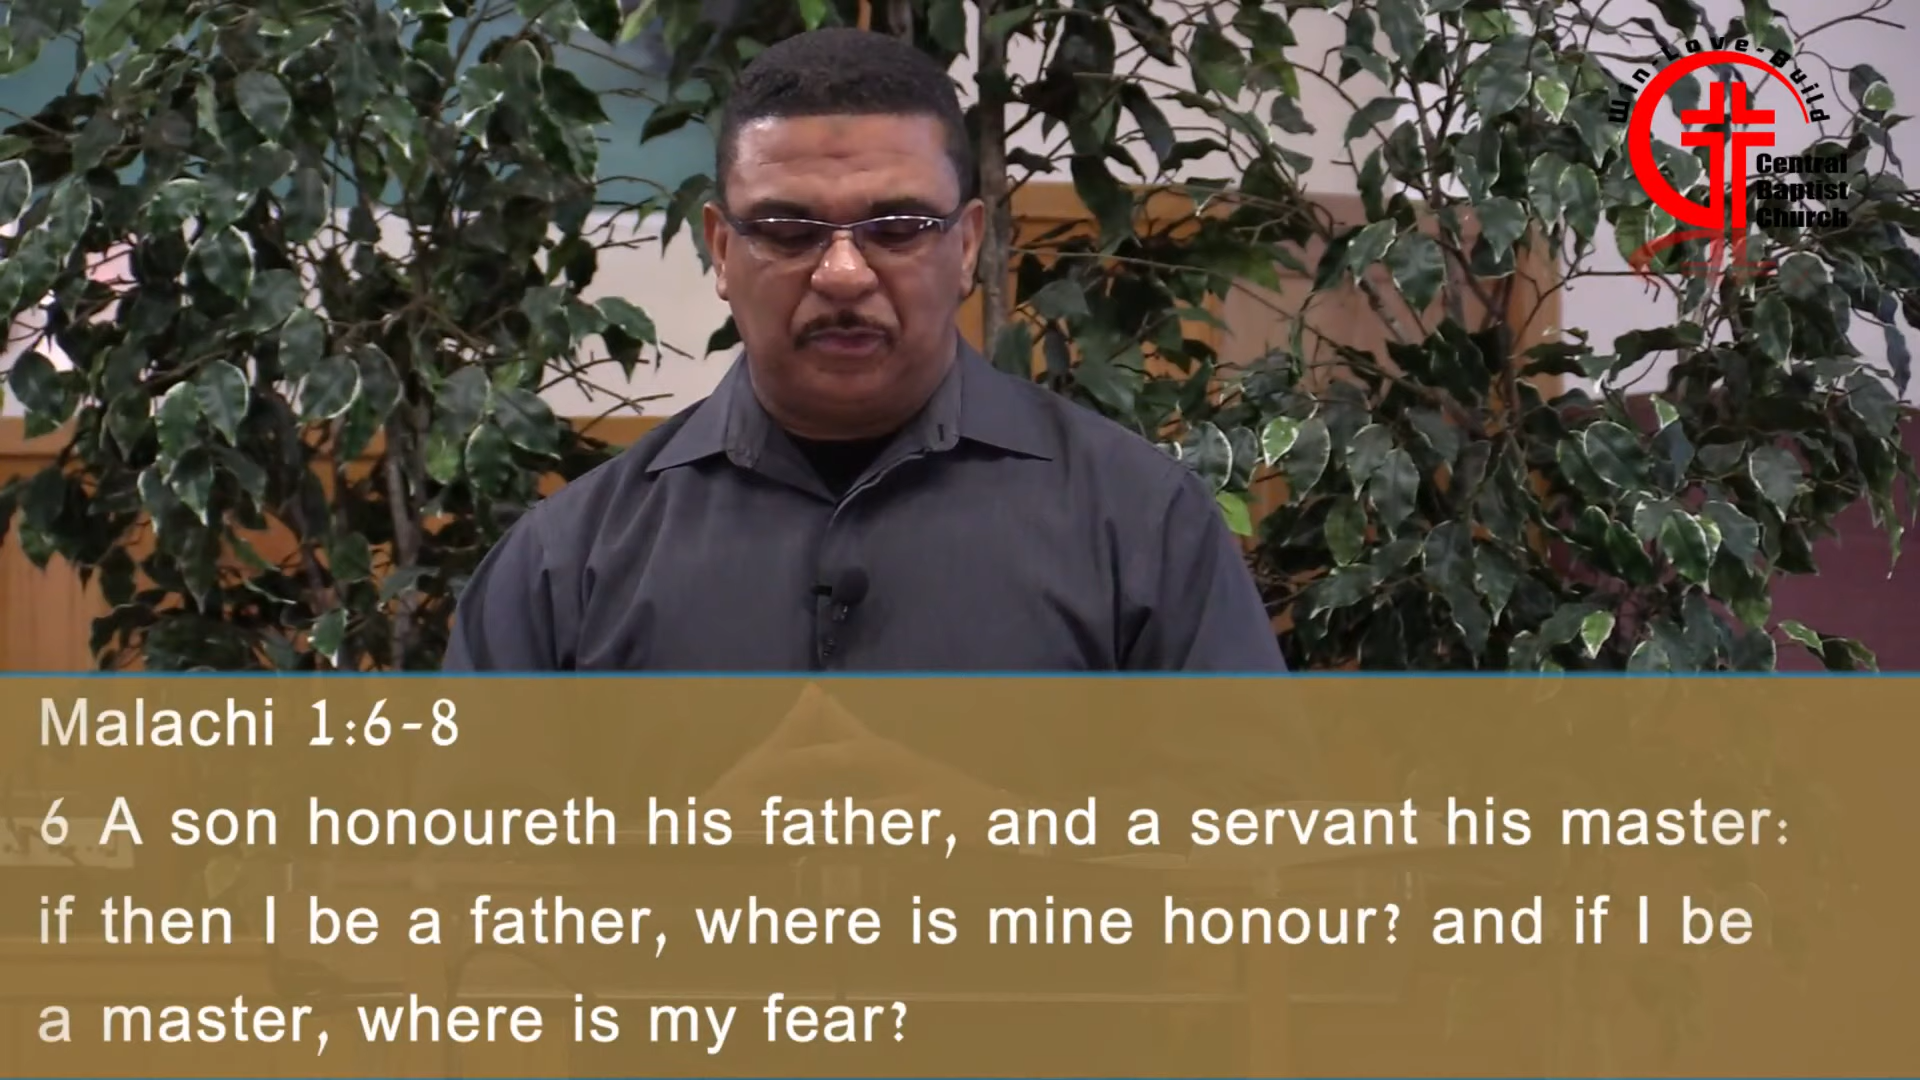 Win-Love-Build
Central
Baptist
Church
Malachi 1:6-8
6 A son honoureth his father, and a servant his master:
if then I be a father, where is mine honour? and if I be
a master, where is my fear?